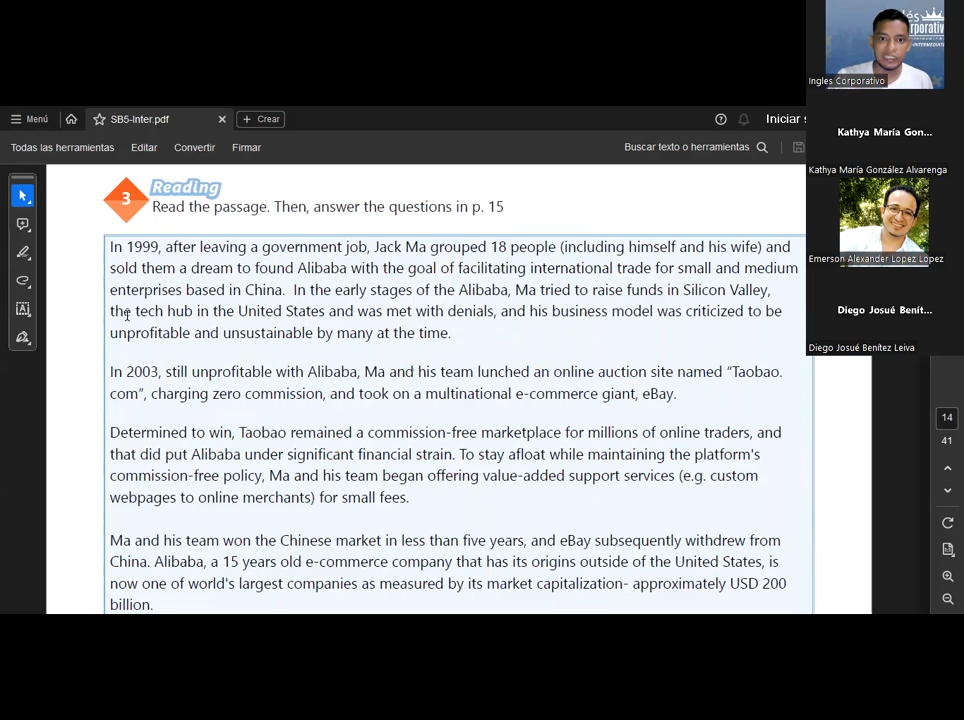 Menú
SB5-Inter.pdf
Crear
Iniciar s
Todas las herramientas
Editar
Convertir
Firmar
Buscar texto o herramientas
3
Reading
Read the passage. Then, answer the questions in p. 15
In 1999, after leaving a government job, Jack Ma grouped 18 people (including himself and his wife) and
sold them a dream to found Alibaba with the goal of facilitating international trade for small and medium
enterprises based in China. In the early stages of the Alibaba, Ma tried to raise funds in Silicon Valley,
the tech hub in the United States and was met with denials, and his business model was criticized to be
unprofitable and unsustainable by many at the time.
In 2003, still unprofitable with Alibaba, Ma and his team lunched an online auction site named “Taobao.
com”, charging zero commission, and took on a multinational e-commerce giant, eBay.
Determined to win, Taobao remained a commission-free marketplace for millions of online traders, and
that did put Alibaba under significant financial strain. To stay afloat while maintaining the platform's
commission-free policy, Ma and his team began offering value-added support services (e.g. custom
webpages to online merchants) for small fees.
Ma and his team won the Chinese market in less than five years, and eBay subsequently withdrew from
China. Alibaba, a 15 years old e-commerce company that has its origins outside of the United States, is
now one of world's largest companies as measured by its market capitalization- approximately USD 200
billion.
14
41
Ingles Corporativo
Kathya María Gon...
Kathya María González Alvarenga
Emerson Alexander Lopez Lopez
Diego Josué Benít...
Diego Josué Benítez Leiva